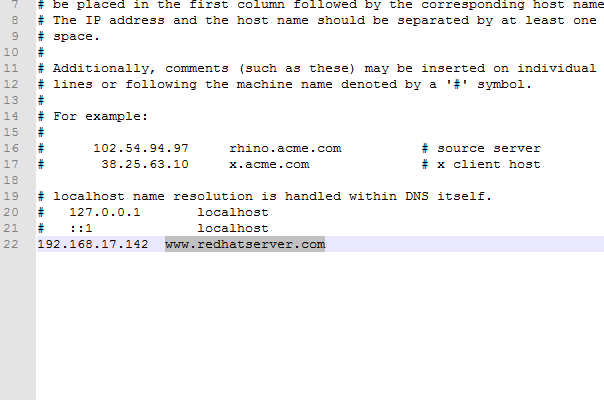 7 # be placed in the first column followed by the corresponding host name
8 # The IP address and the host name should be separated by at least one
9 # space.
10 #
11 # Additionally, comments (such as these) may be inserted on individual
12 # lines or following the machine name denoted by a '#' symbol.
13 #
14 # For example:
15 #
16 #      102.54.94.97     rhino.acme.com          # source server
17 #       38.25.63.10     x.acme.com              # x client host
18
19 # localhost name resolution is handled within DNS itself.
20 #   127.0.0.1       localhost
21 #   ::1             localhost
22 192.168.17.142  www.redhatserver.com